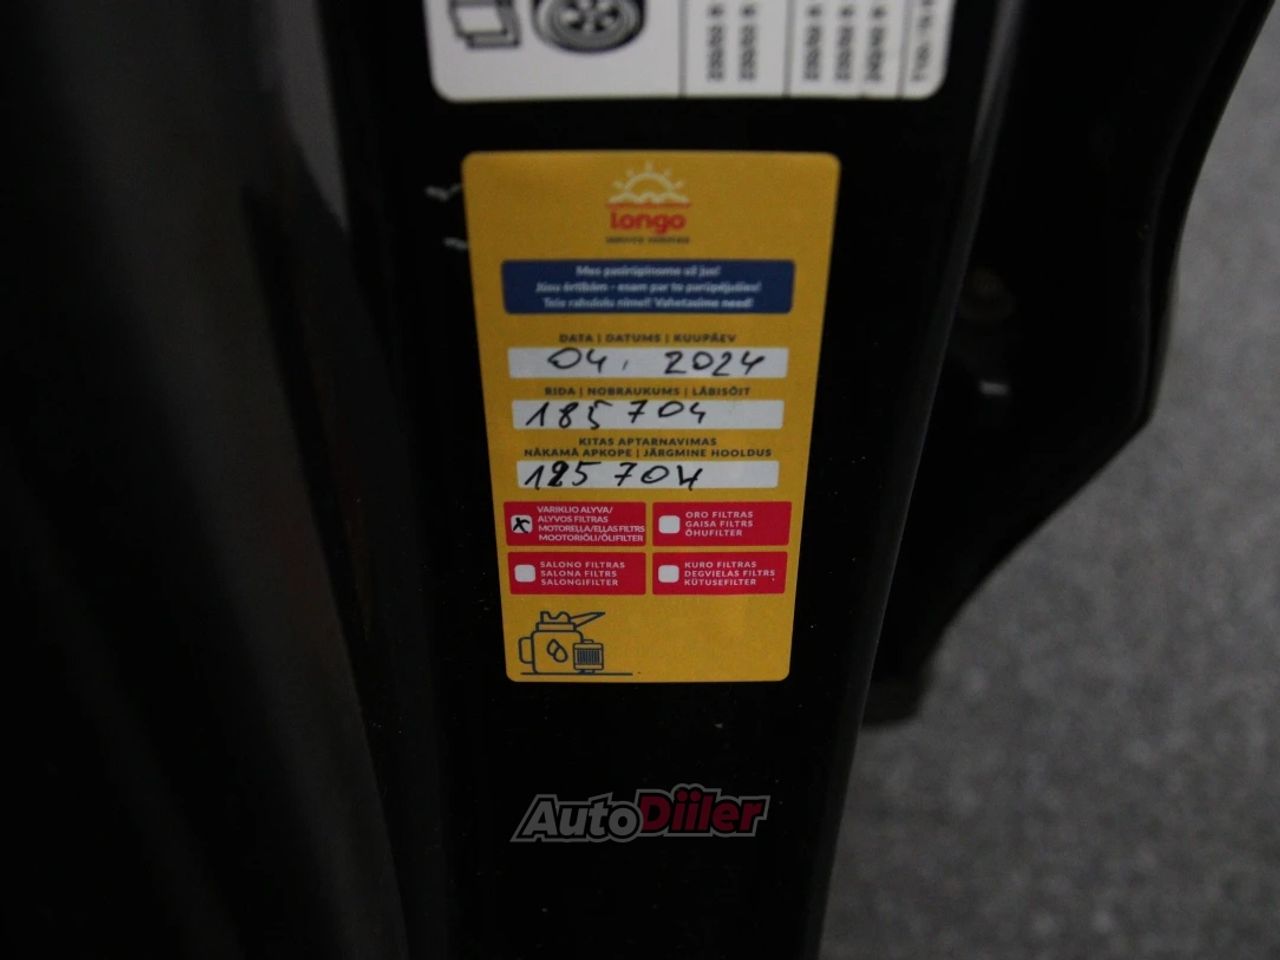 longo
Mes pasirūpinome už jus!
Jūsu ērtībām - esam par to parūpējušies!
Teie rahulolu nimel! Vahetasime need!
DATA | DATUMS | KUUPÄEV
04. 2024
RIDA | NOBRAUKUMS | LÄBISÕIT
185 704
KITAS APTARNAVIMAS
NĀKAMĀ APKOPE | JÄRGMINE HOOLDUS
195 704
x
VARIKLIO ALYVA/
ALYVOS FILTRAS
MOTOREĻĻA/EĻĻAS FILTRS
MOOTORIÕLI/ÕLIFILTER
ORO FILTRAS
GAISA FILTRS
ÕHUFILTER
SALONO FILTRAS
SALONA FILTRS
SALONGIFILTER
KURO FILTRAS
DEGVIELAS FILTRS
KÜTUSEFILTER
AutoDiiler